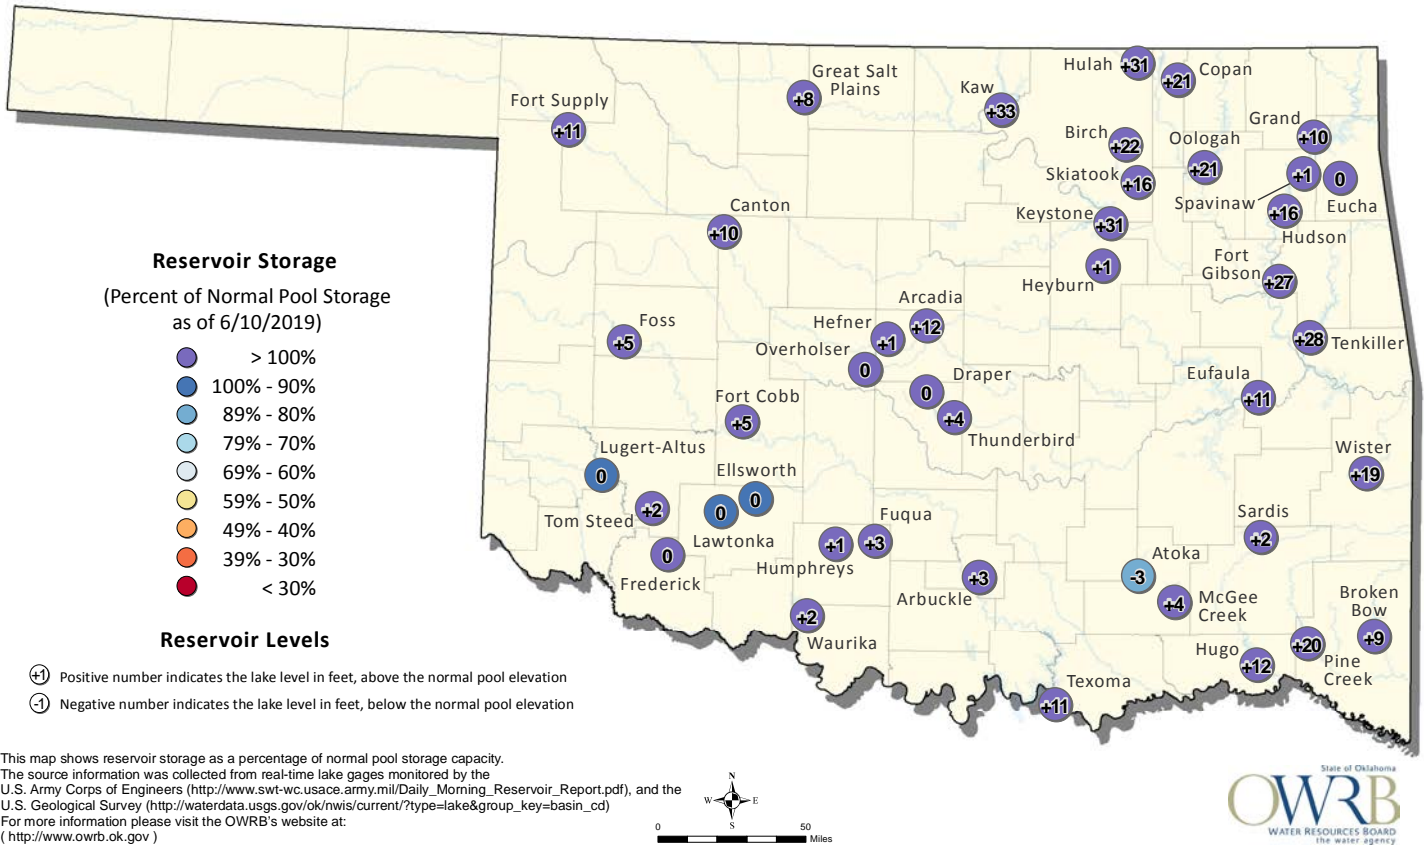 Hulah +31
+21 Copan
Great Salt
Plains
+8
Kaw
+33
Fort Supply
+11
Grand
+10
Birch
+22
Oologah
+21
Skiatook
+16
+1
0
Spavinaw
Eucha
Canton
+10
Keystone
+31
+16
Hudson
Fort
Gibson
+27
Heyburn
+1
Reservoir Storage
(Percent of Normal Pool Storage
as of 6/10/2019)
> 100%
100% - 90%
89% - 80%
79% - 70%
69% - 60%
59% - 50%
49% - 40%
39% - 30%
< 30%
Arcadia
+12
Hefner
+1
Foss
+5
Overholser
0
+28 Tenkiller
Draper
0
Eufaula
+11
Fort Cobb
+5
+4
Thunderbird
Lugert-Altus
0
Wister
+19
Ellsworth
0
Tom Steed
+2
0
Lawtonka
Fuqua
+3
Sardis
+2
0
Frederick
+1
Humphreys
Atoka
-3
+3
Arbuckle
+4
McGee
Creek
Broken
Bow
+9
+2
Waurika
Hugo
+12
+20
Pine
Creek
Texoma
+11
Reservoir Levels
+1 Positive number indicates the lake level in feet, above the normal pool elevation
-1 Negative number indicates the lake level in feet, below the normal pool elevation
This map shows reservoir storage as a percentage of normal pool storage capacity.
The source information was collected from real-time lake gages monitored by the
U.S. Army Corps of Engineers (http://www.swt-wc.usace.army.mil/Daily_Morning_Reservoir_Report.pdf), and the
U.S. Geological Survey (http://waterdata.usgs.gov/ok/nwis/current/?type=lake&group_key=basin_cd)
For more information please visit the OWRB's website at:
( http://www.owrb.ok.gov )
N
W E
S
0 50
Miles
State of Oklahoma
OWRB
WATER RESOURCES BOARD
the water agency